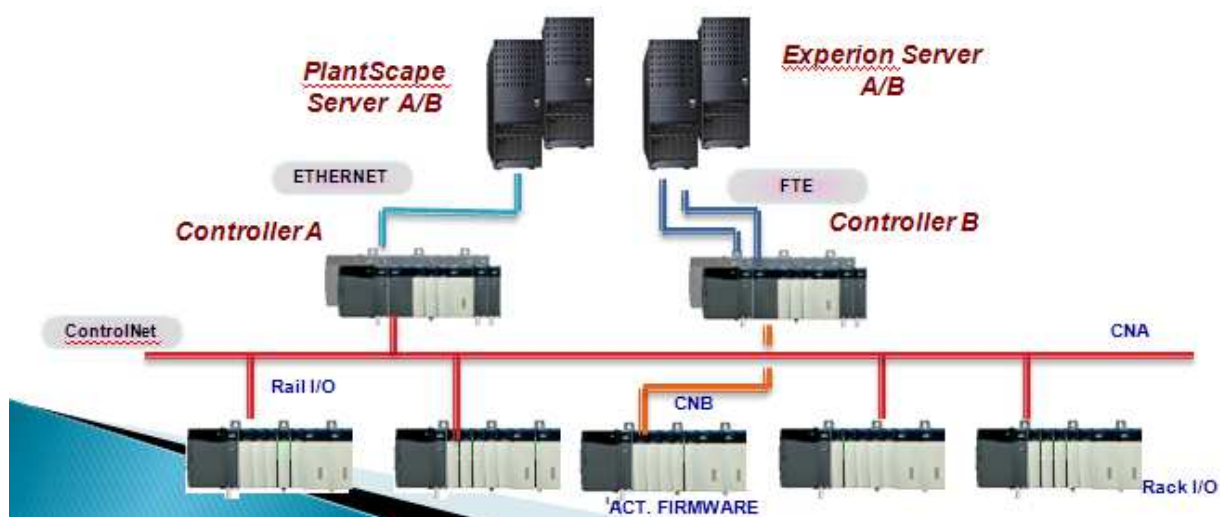 PlantScape
Server A/B
Experion Server
A/B
ETHERNET
FTE
Controller A
Controller B
ControlNet
CNA
Rail I/O
CNB
Rack I/O
'ACT. FIRMWARE